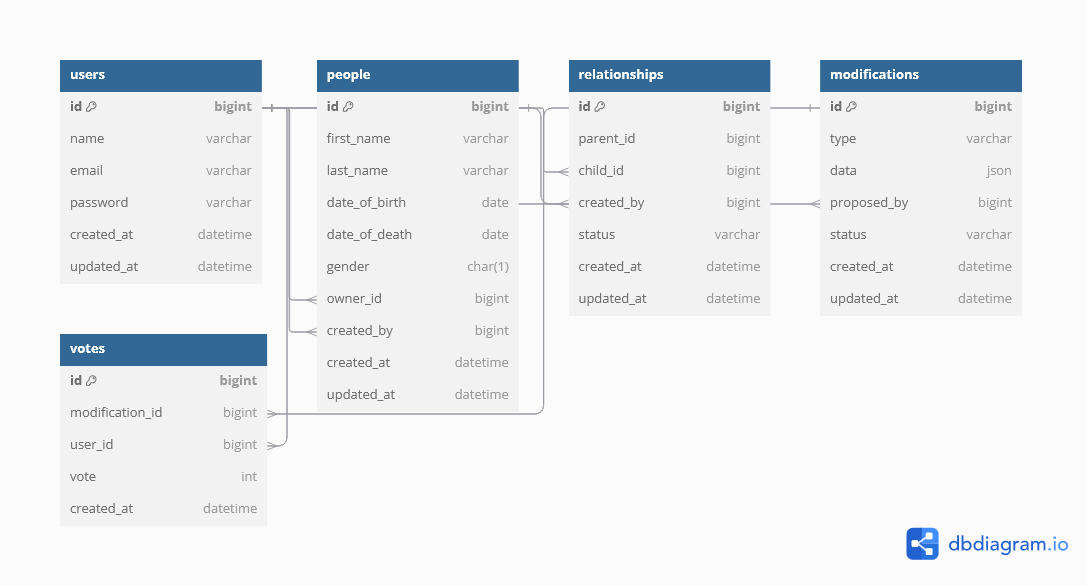 users
id bigint
name varchar
email varchar
password varchar
created_at datetime
updated_at datetime
people
id bigint
first_name varchar
last_name varchar
date_of_birth date
date_of_death date
gender char(1)
owner_id bigint
created_by bigint
created_at datetime
updated_at datetime
relationships
id bigint
parent_id bigint
child_id bigint
created_by bigint
status varchar
created_at datetime
updated_at datetime
modifications
id bigint
type varchar
data json
proposed_by bigint
status varchar
created_at datetime
updated_at datetime
votes
id bigint
modification_id bigint
user_id bigint
vote int
created_at datetime
dbdiagram.io